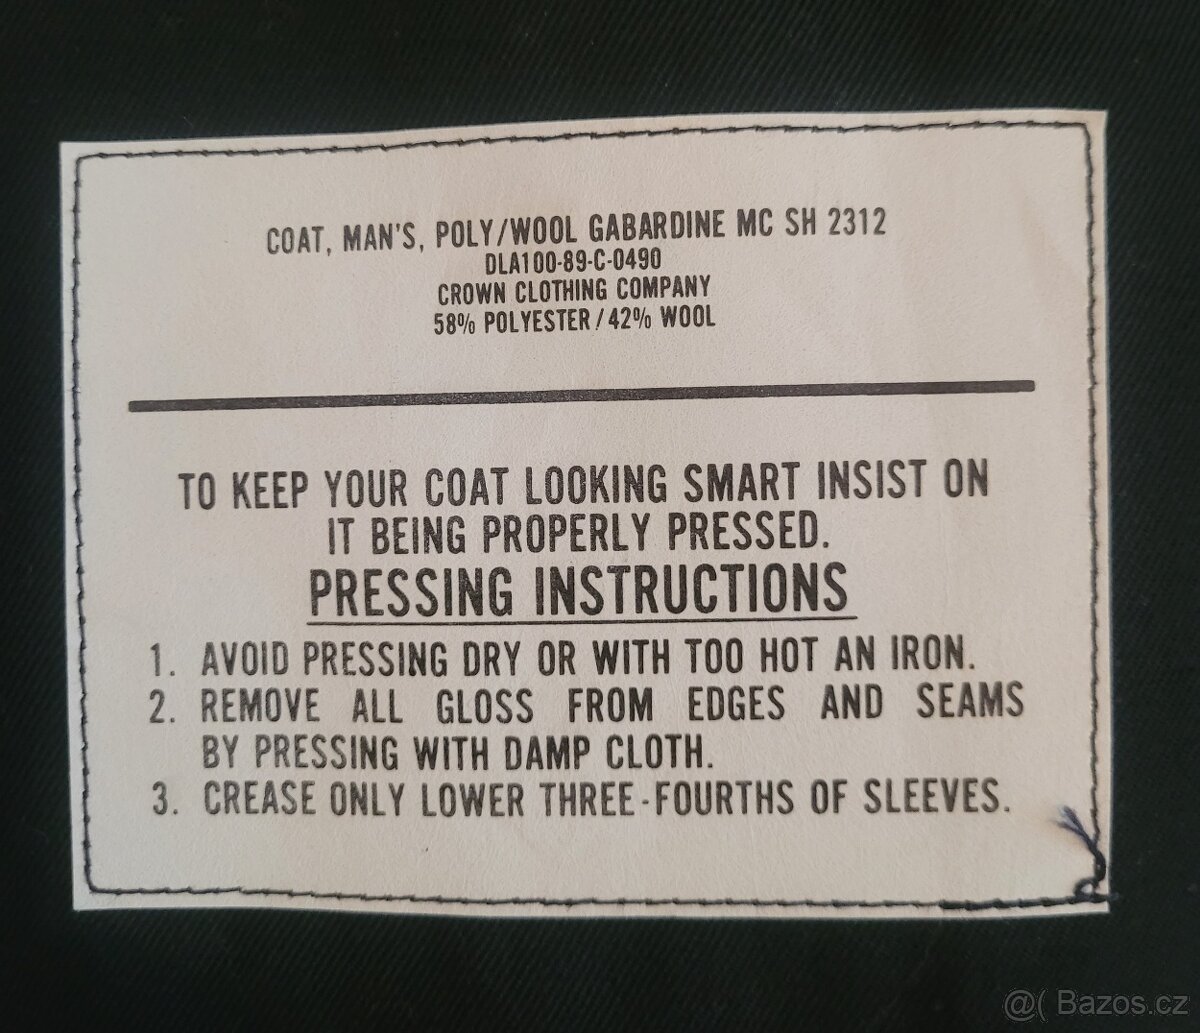 COAT, MAN'S, POLY/WOOL GABARDINE MC SH 2312
DLA100-89-C-0490
CROWN CLOTHING COMPANY
58% POLYESTER/42% WOOL
TO KEEP YOUR COAT LOOKING SMART INSIST ON
IT BEING PROPERLY PRESSED.
PRESSING INSTRUCTIONS
1. AVOID PRESSING DRY OR WITH TOO HOT AN IRON.
2. REMOVE ALL GLOSS FROM EDGES AND SEAMS
BY PRESSING WITH DAMP CLOTH.
3. CREASE ONLY LOWER THREE-FOURTHS OF SLEEVES.
@( Bazos.cz